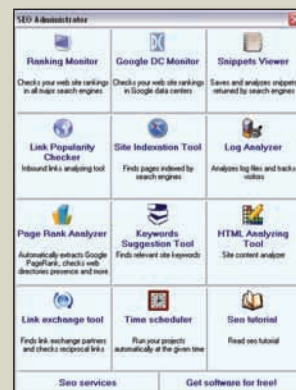 SEO Administrator
Ranking Monitor
Checks your web site rankings
in all major search engines
Google DC Monitor
Checks your web site rankings
in Google data centers
Snippets Viewer
Saves and analyzes snippets
returned by search engines
Link Popularity
Checker
Inbound links analyzing tool
Site Indexation Tool
Finds pages indexed by
search engines
Log Analyzer
Analyzes log files and tracks
visitors
Page Rank Analyzer
Automatically extracts Google
PageRank, checks web
directories presence and more
Keywords
Suggestion Tool
Finds relevant site keywords
HTML Analyzing
Tool
Site content analyzer
Link exchange tool
Finds link exchange partners
and checks reciprocal links
Time scheduler
Run your projects
automatically at the given time
Seo tutorial
Read seo tutorial
Seo services
Get software for free!